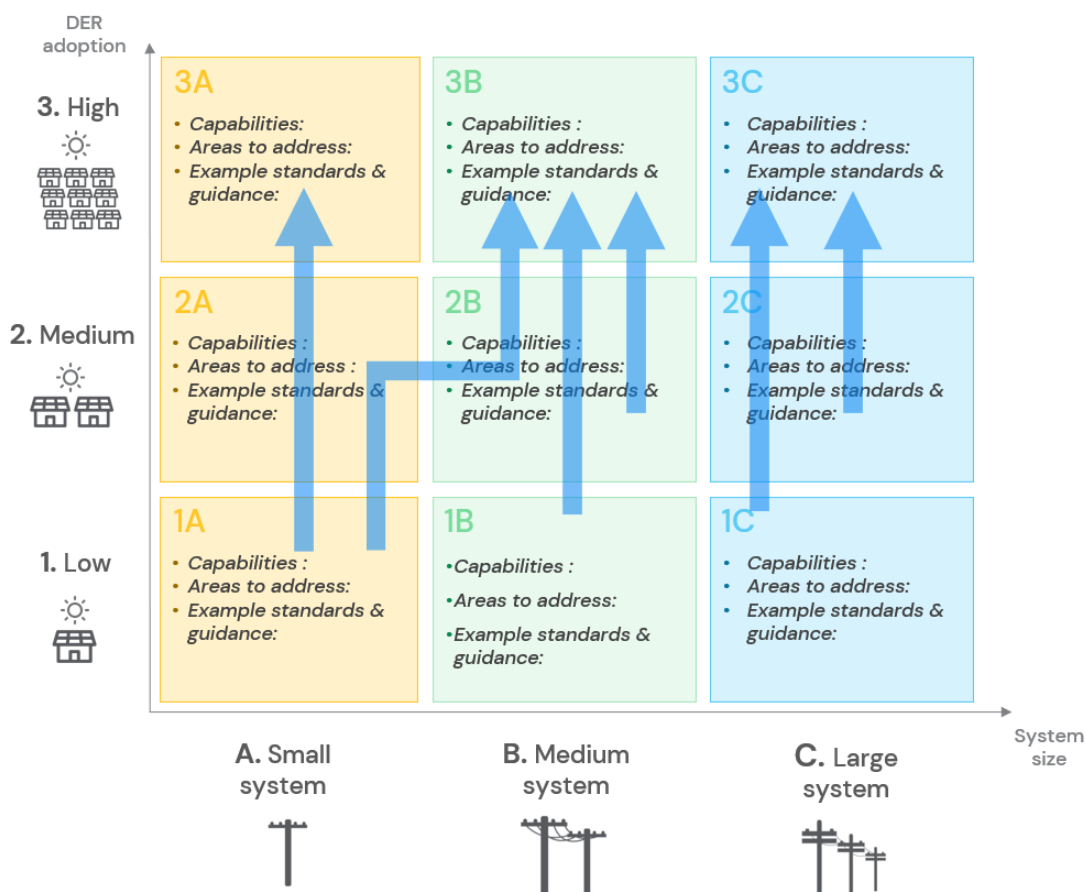 DER
adoption
3. High
3A
• Capabilities:
• Areas to address:
• Example standards &
guidance:
3B
• Capabilities :
• Areas to address:
• Example standards &
guidance:
3C
• Capabilities :
• Areas to address:
• Example standards &
guidance:
2. Medium
2A
• Capabilities :
• Areas to address :
• Example standards &
guidance:
2B
• Capabilities :
• Areas to address:
• Example standards &
guidance:
2C
• Capabilities :
• Areas to address:
• Example standards &
guidance:
1. Low
1A
• Capabilities :
• Areas to address:
• Example standards &
guidance:
1B
•Capabilities :
•Areas to address:
•Example standards &
guidance:
1C
• Capabilities :
• Areas to address:
• Example standards &
guidance:
System
size
A. Small
system
B. Medium
system
C. Large
system